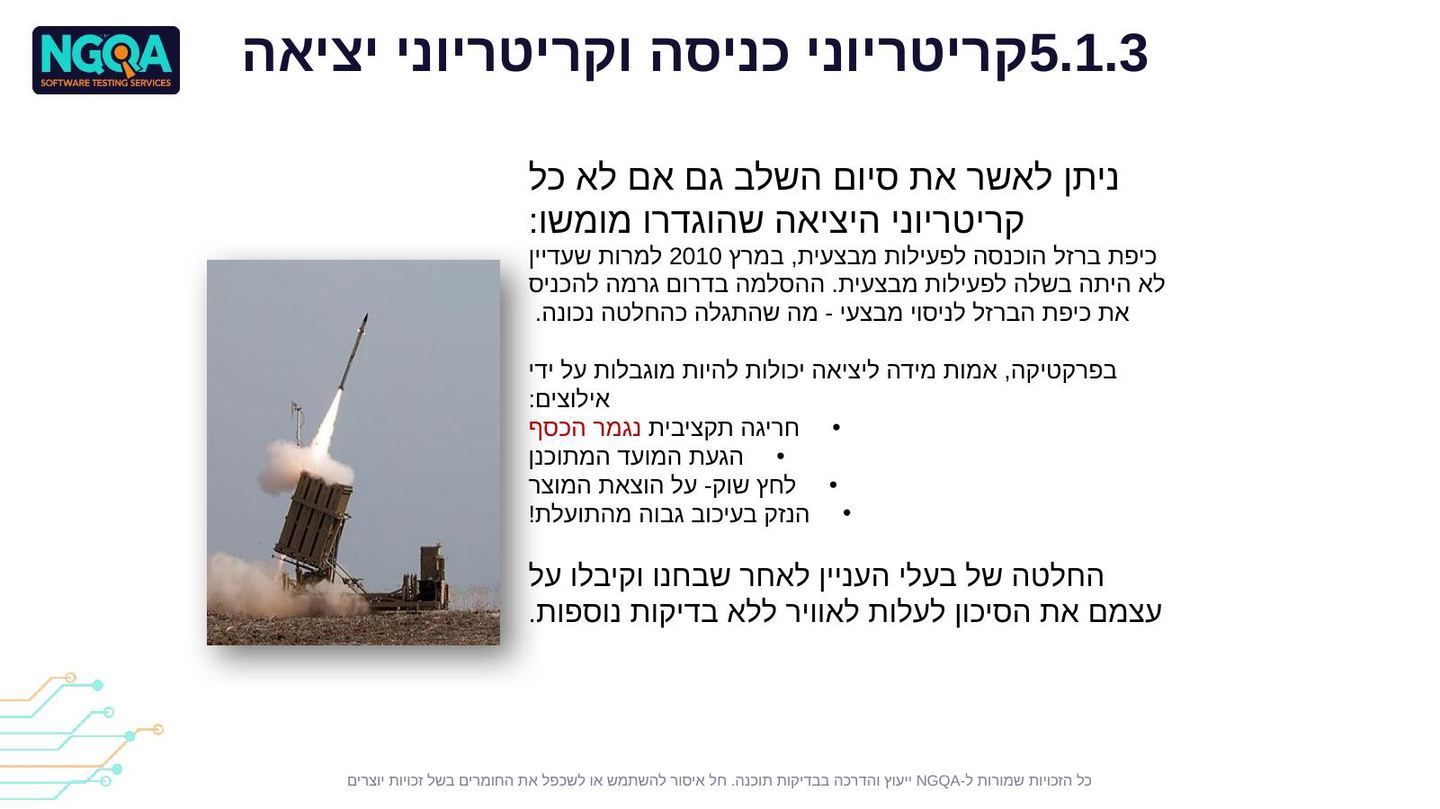 NGQA
SOFTWARE TESTING SERVICES
5.1.3קריטריוני כניסה וקריטריוני יציאה
ניתן לאשר את סיום השלב גם אם לא כל
קריטריוני היציאה שהוגדרו מומשו:
כיפת ברזל הוכנסה לפעילות מבצעית, במרץ 2010 למרות שעדיין
לא היתה בשלה לפעילות מבצעית. ההסלמה בדרום גרמה להכניס
את כיפת הברזל לניסוי מבצעי - מה שהתגלה כהחלטה נכונה.
בפרקטיקה, אמות מידה ליציאה יכולות להיות מוגבלות על ידי
אילוצים:
• חריגה תקציבית נגמר הכסף
• הגעת המועד המתוכנן
• לחץ שוק- על הוצאת המוצר
• הנזק בעיכוב גבוה מהתועלת!
החלטה של בעלי העניין לאחר שבחנו וקיבלו על
עצמם את הסיכון לעלות לאוויר ללא בדיקות נוספות.
כל הזכויות שמורות ל-NGQA ייעוץ והדרכה בבדיקות תוכנה. חל איסור להשתמש או לשכפל את החומרים בשל זכויות יוצרים